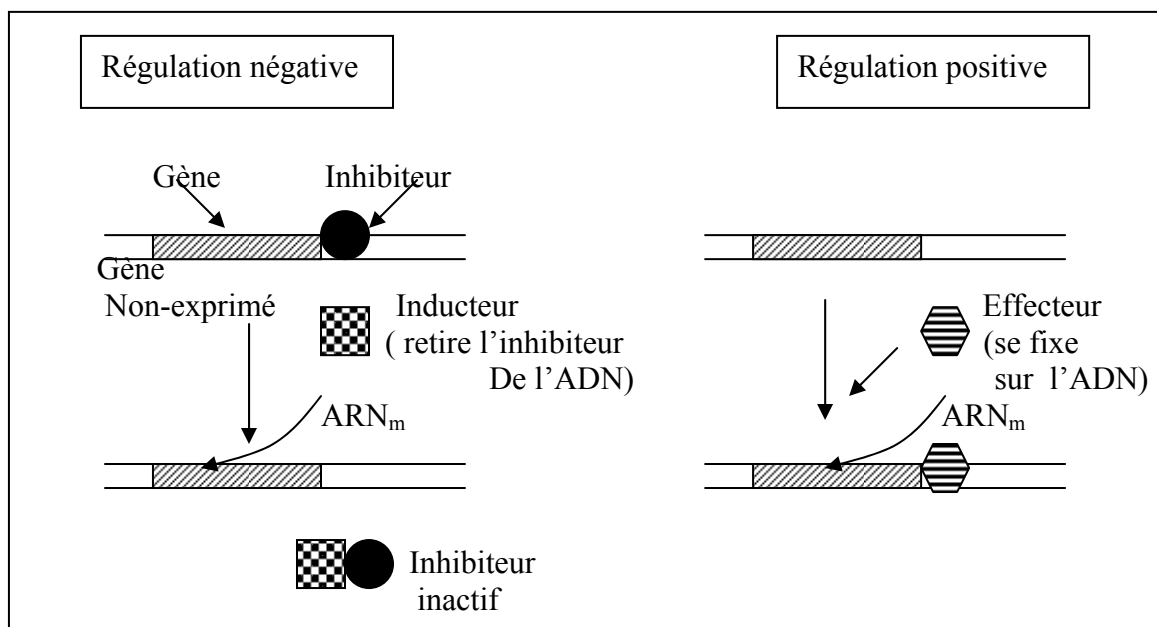 Régulation négative
Régulation positive
Gène
Inhibiteur
Gène
Non-exprimé
Inducteur
( retire l’inhibiteur
De l’ADN)
ARNm
Inhibiteur
inactif
Effecteur
(se fixe
sur l’ADN)
ARNm